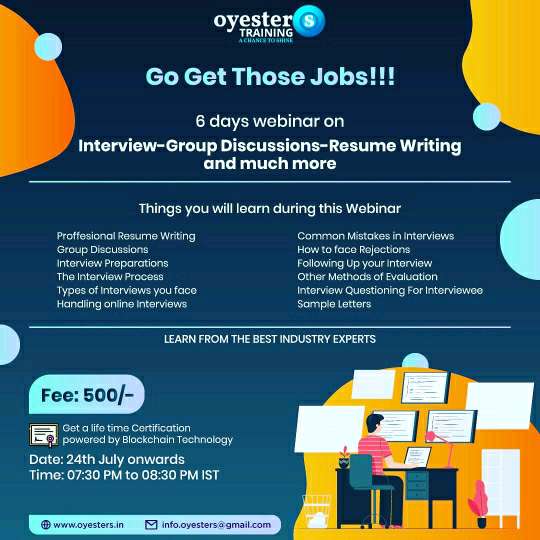 oyesters
TRAINING
A CHANCE TO SHINE
Go Get Those Jobs!!!
6 days webinar on
Interview-Group Discussions-Resume Writing
and much more
Things you will learn during this Webinar
Proffesional Resume Writing
Group Discussions
Interview Preparations
The Interview Process
Types of Interviews you face
Handling online Interviews
Common Mistakes in Interviews
How to face Rejections
Following Up your Interview
Other Methods of Evaluation
Interview Questioning For Interviewee
Sample Letters
LEARN FROM THE BEST INDUSTRY EXPERTS
Fee: 500/-
Get a life time Certification
powered by Blockchain Technology
Date: 24th July onwards
Time: 07:30 PM to 08:30 PM IST
www.oyesters.in
info.oyesters@gmail.com